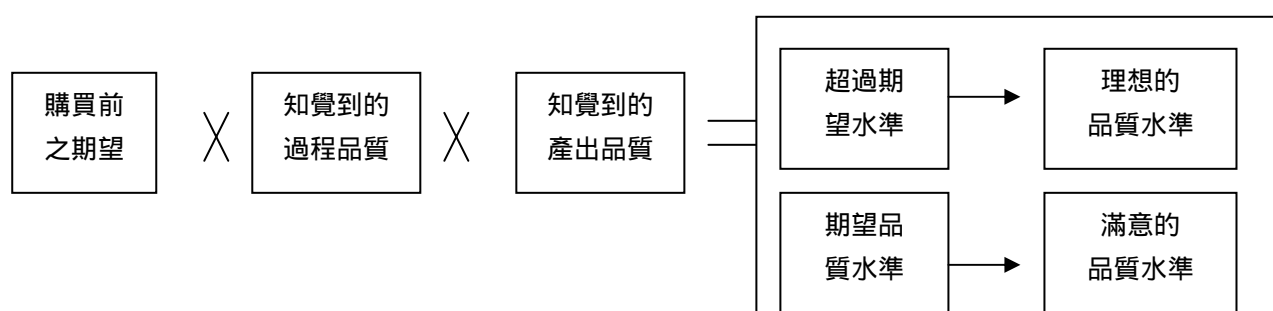 購買前
之期望
知覺到的
過程品質
知覺到的
產出品質
超過期
望水準
理想的
品質水準
期望品
質水準
滿意的
品質水準